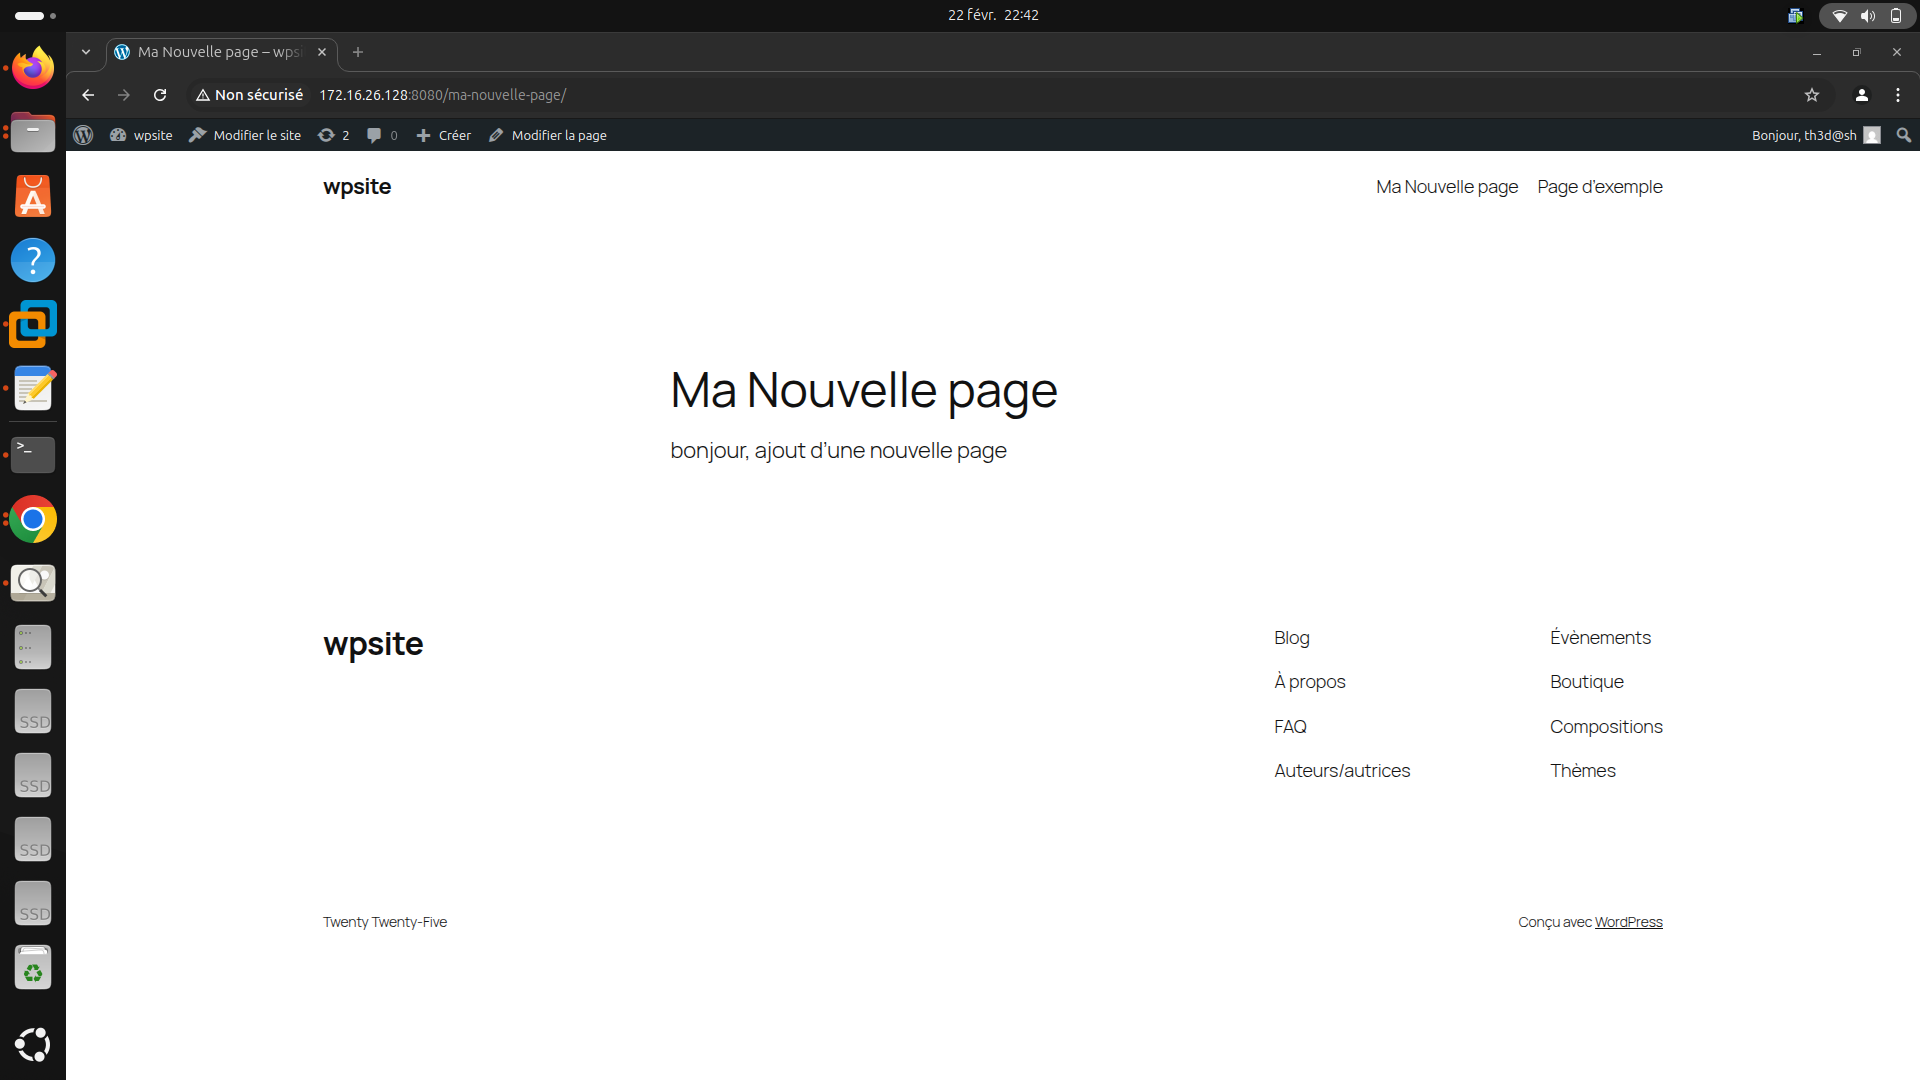 22 févr. 22:42
Ma Nouvelle page – wpsi
Non sécurisé 172.16.26.128:8080/ma-nouvelle-page/
wpsite Modifier le site 2 0 Créer Modifier la page Bonjour, th3d@sh
wpsite Ma Nouvelle page Page d’exemple
Ma Nouvelle page
bonjour, ajout d’une nouvelle page
wpsite
Blog
À propos
FAQ
Auteurs/autrices
Évènements
Boutique
Compositions
Thèmes
Twenty Twenty-Five
Conçu avec WordPress
SSD
SSD
SSD
SSD